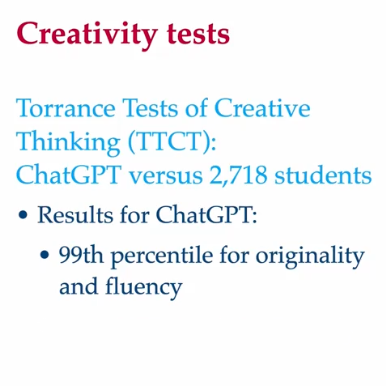 Creativity tests
Torrance Tests of Creative
Thinking (TTCT):
ChatGPT versus 2,718 students
• Results for ChatGPT:
• 99th percentile for originality
and fluency